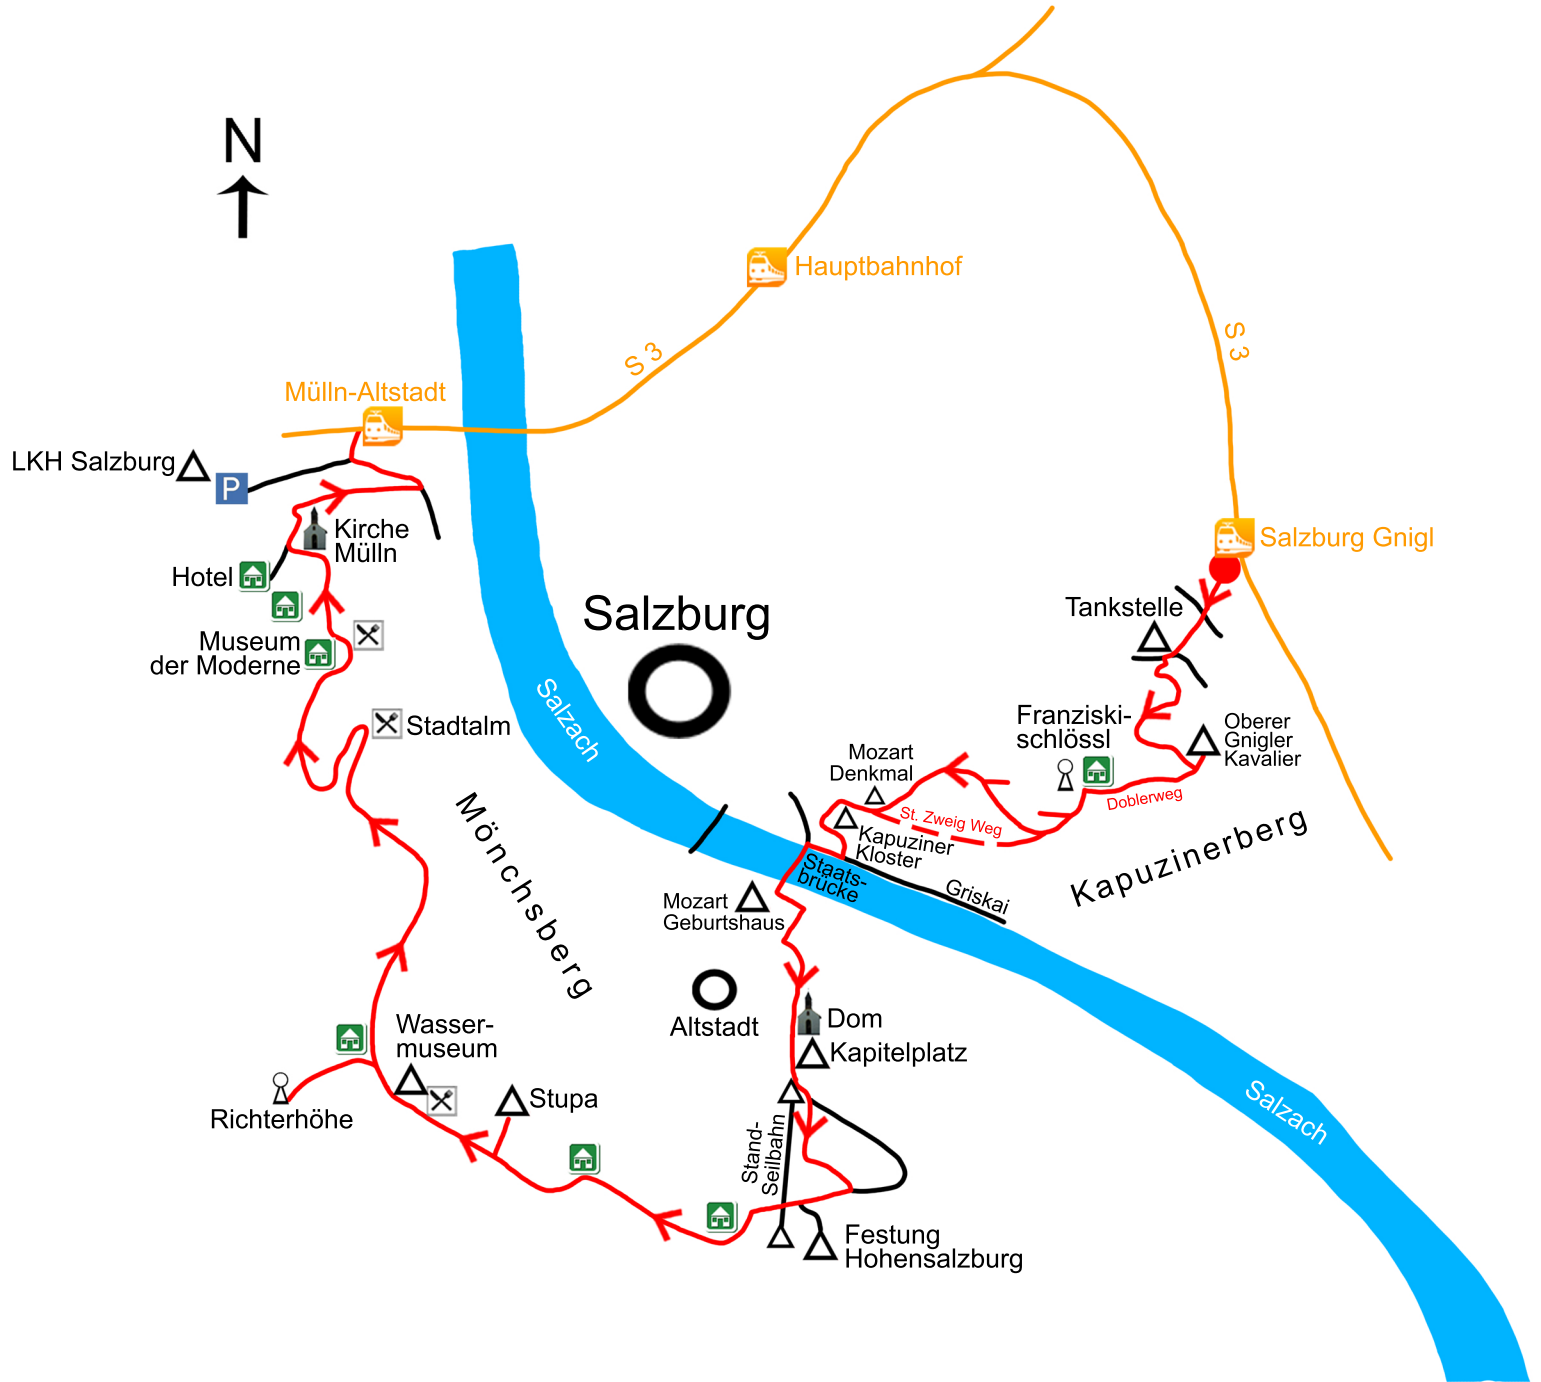 N
Hauptbahnhof
S 3
S 3
Mülln-Altstadt
LKH Salzburg
P
Kirche
Mülln
Hotel
Museum
der Moderne
Stadtalm
Salzburg
Salzach
Salzburg Gnigl
Tankstelle
Franziski-
schlössl
Oberer
Gnigler
Kavalier
Doblerweg
Mozart
Denkmal
St. Zweig Weg
Kapuziner
Kloster
Kapuzinerberg
Staats-
brücke
Griskai
Mönchsberg
Mozart
Geburtshaus
Altstadt
Dom
Kapitelplatz
Wasser-
museum
Richterhöhe
Stupa
Stand-
Seilbahn
Festung
Hohensalzburg
Salzach